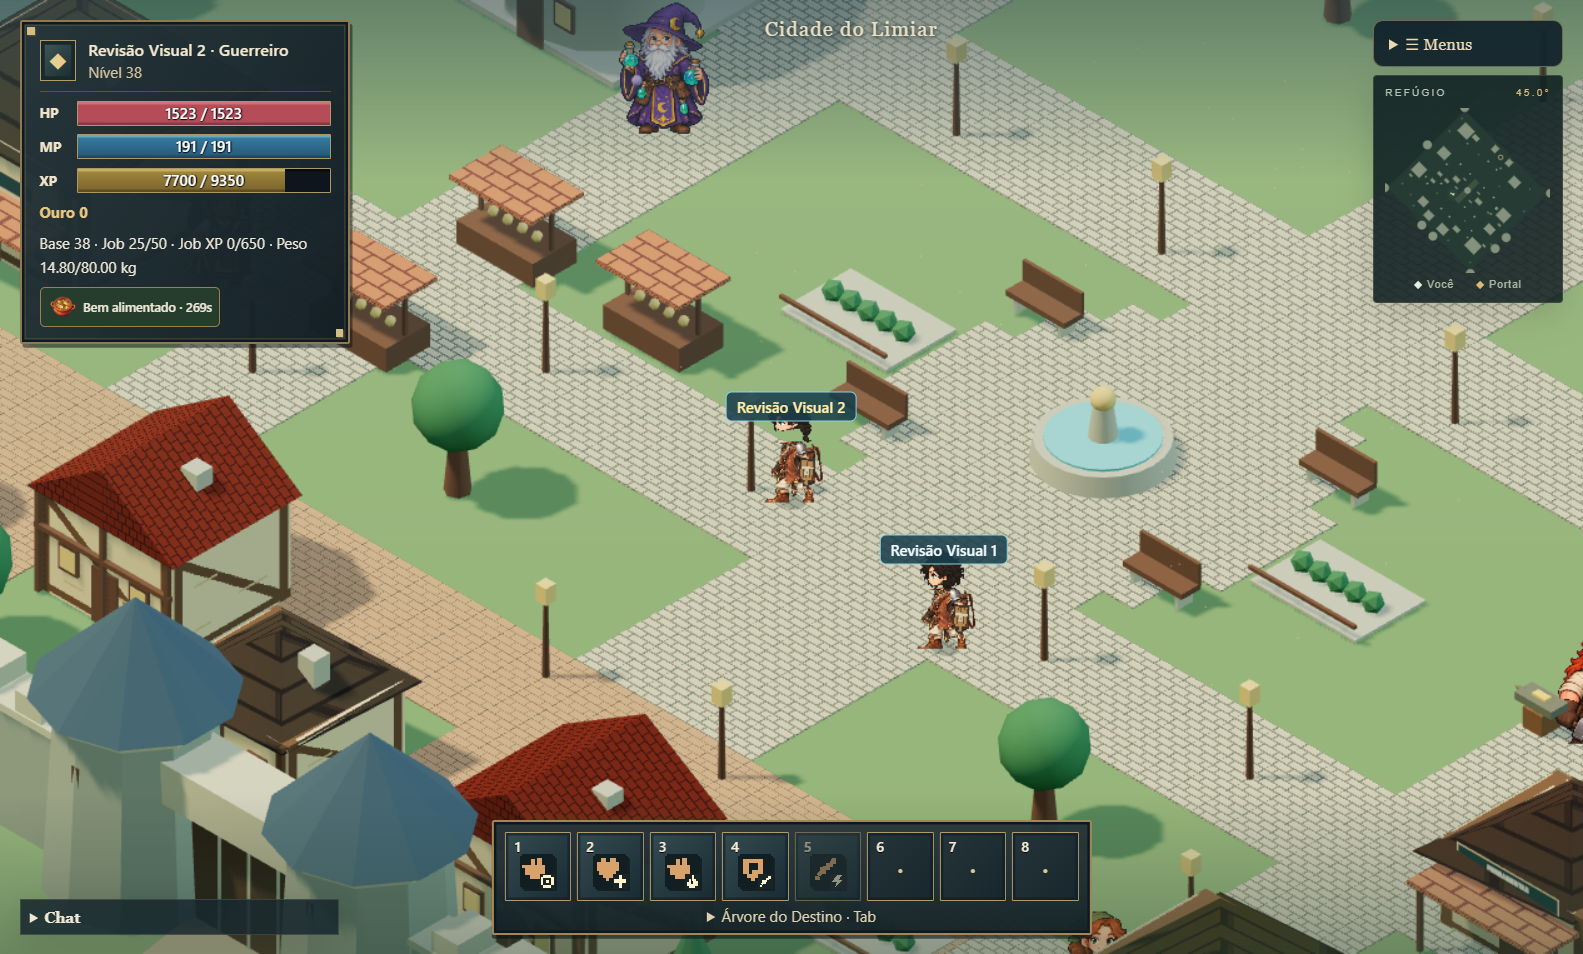 Cidade do Limiar
Revisão Visual 2 · Guerreiro
Nível 38
HP 1523 / 1523
MP 191 / 191
XP 7700 / 9350
Ouro 0
Base 38 · Job 25/50 · Job XP 0/650 · Peso
14.80/80.00 kg
Bem alimentado · 269s
☰ Menus
REFÚGIO 45.0°
Você Portal
Revisão Visual 2
Revisão Visual 1
1 2 3 4 5 6 7 8
Árvore do Destino · Tab
Chat